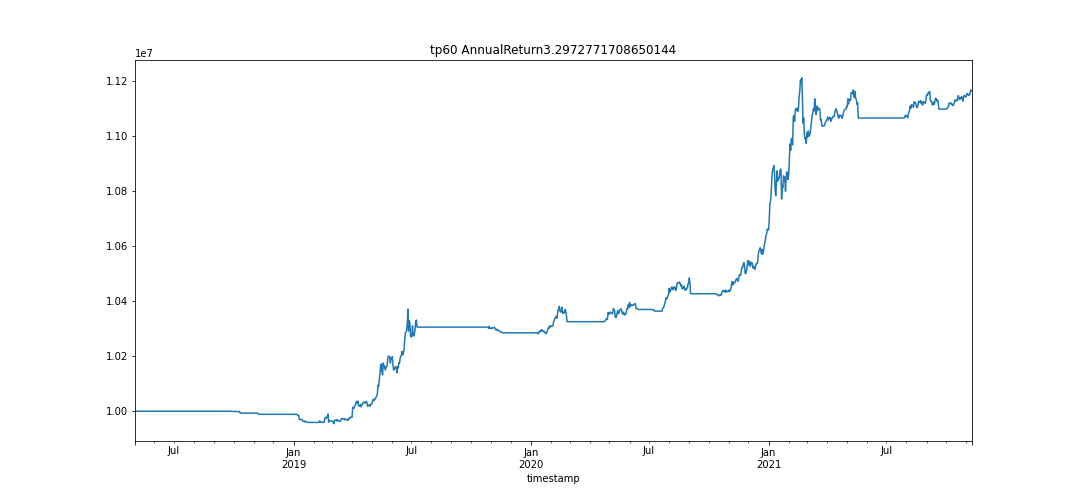 tp60 AnnualReturn3.2972771708650144
1e7
1.12
1.10
1.08
1.06
1.04
1.02
1.00
Jul Jan Jul Jan Jul Jan Jul
2019 2020 2021
timestamp